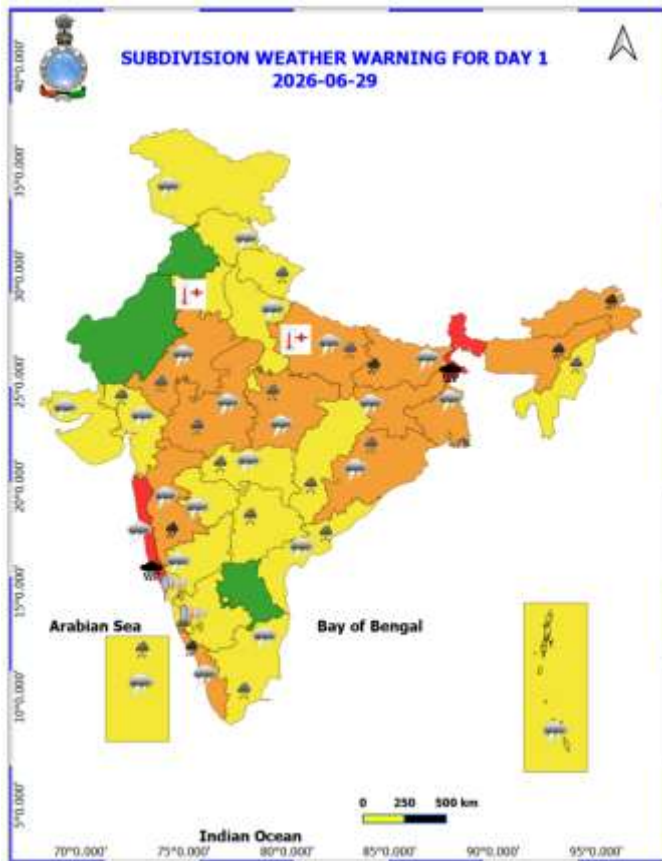 SUBDIVISION WEATHER WARNING FOR DAY 1
2026-06-29
40°0.000'
35°0.000'
30°0.000'
25°0.000'
20°0.000'
15°0.000'
Arabian Sea
Bay of Bengal
10°0.000'
5°0.000'
0 250 500 km
Indian Ocean
70°0.000' 75°0.000' 80°0.000' 85°0.000' 90°0.000' 95°0.000'